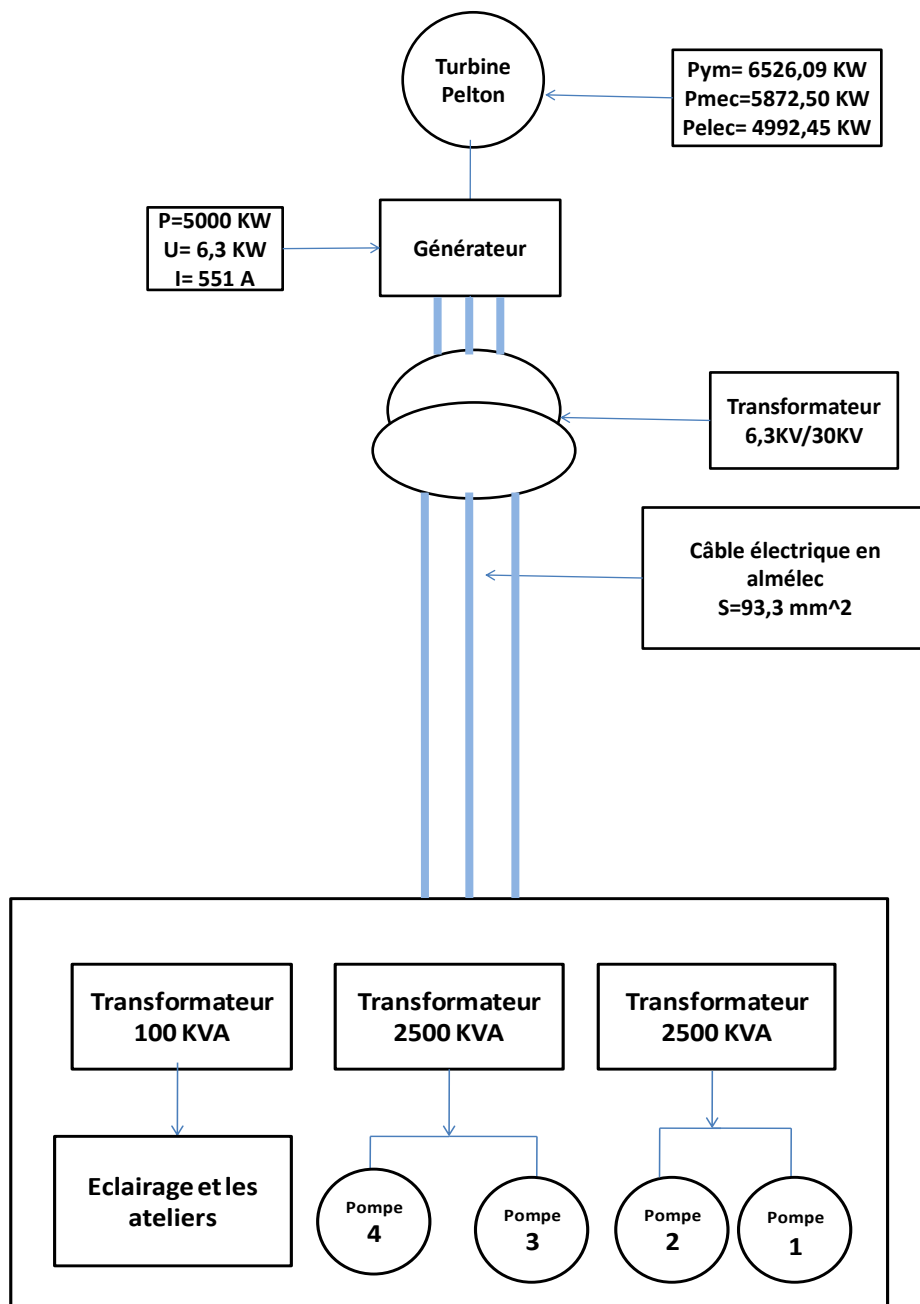 Turbine
Pelton
Pym= 6526,09 KW
Pmec=5872,50 KW
Pelec= 4992,45 KW
P=5000 KW
U= 6,3 KW
I= 551 A
Générateur
Transformateur
6,3KV/30KV
Câble électrique en
almélec
S=93,3 mm^2
Transformateur
100 KVA
Transformateur
2500 KVA
Transformateur
2500 KVA
Eclairage et les
ateliers
Pompe
4
Pompe
3
Pompe
2
Pompe
1